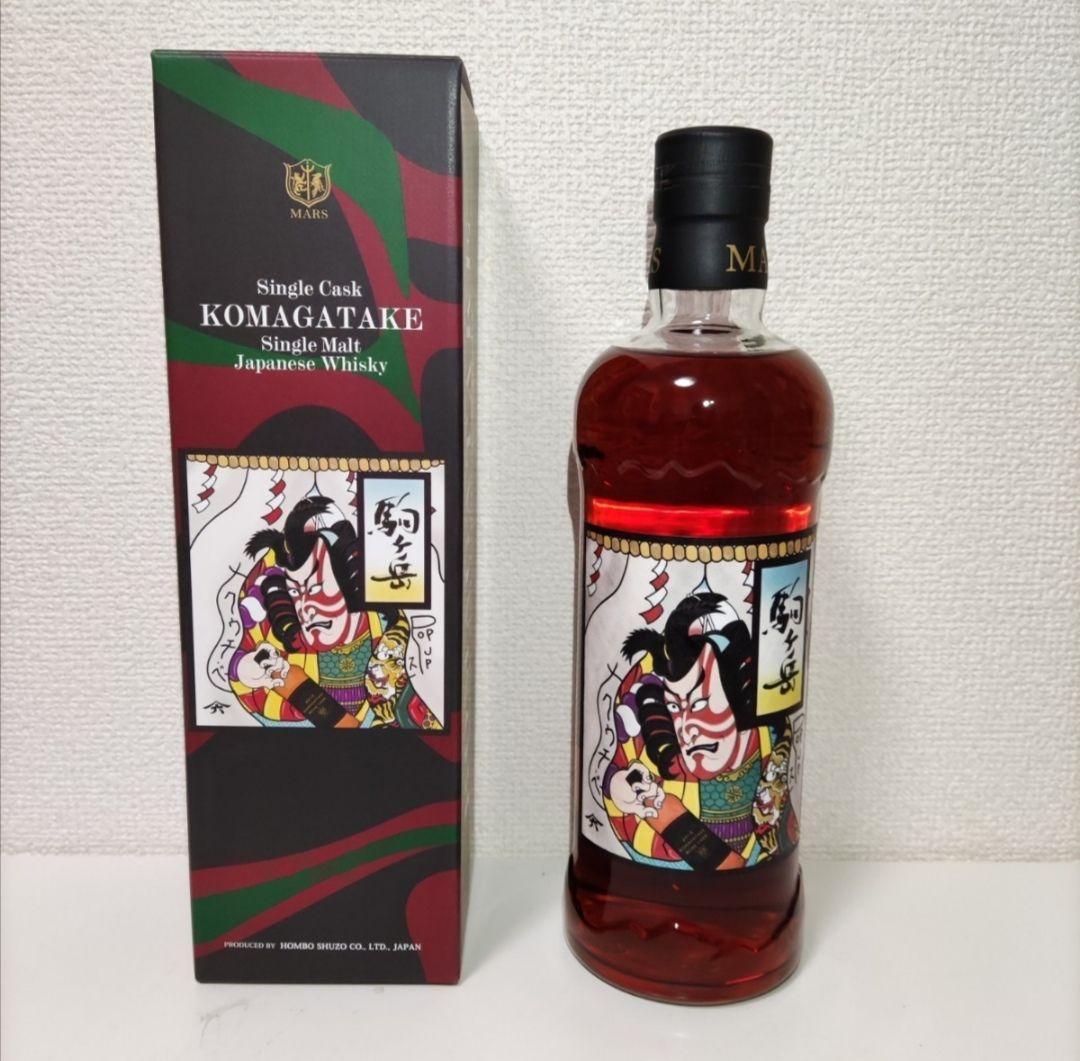 MARS
Single Cask
KOMAGATAKE
Single Malt
Japanese Whisky
駒ヶ岳
POP UP
PRODUCED BY HOMBO SHUZO CO., LTD., JAPAN
S
MA
駒ヶ岳